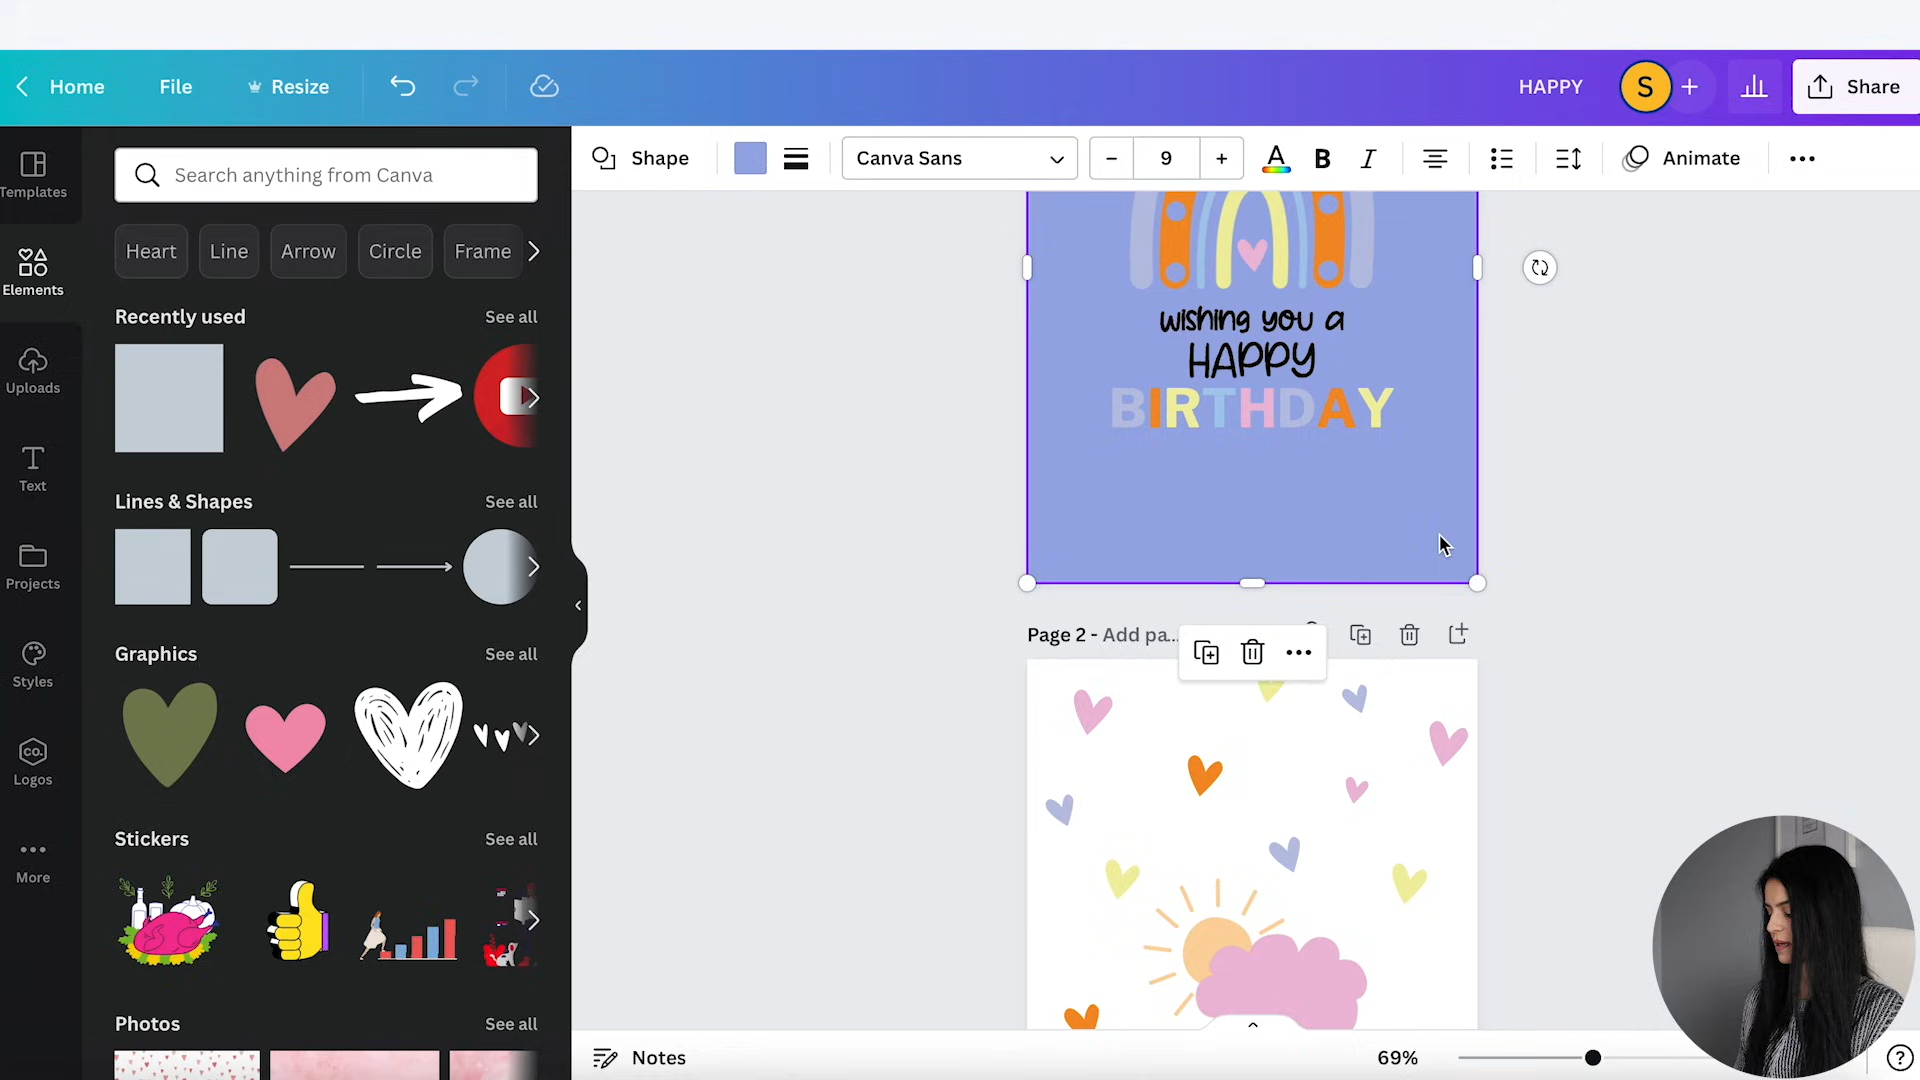 Home
File
Resize
HAPPY
S
Share
Templates
Elements
Uploads
Text
Projects
Styles
co.
Logos
More
Search anything from Canva
Heart
Line
Arrow
Circle
Frame
Recently used
See all
Lines & Shapes
See all
Graphics
See all
Stickers
See all
Photos
See all
Shape
Canva Sans
9
A
B
I
Animate
wishing you a
HAPPY
BIRTHDAY
Page 2 - Add pa...
Notes
69%
?